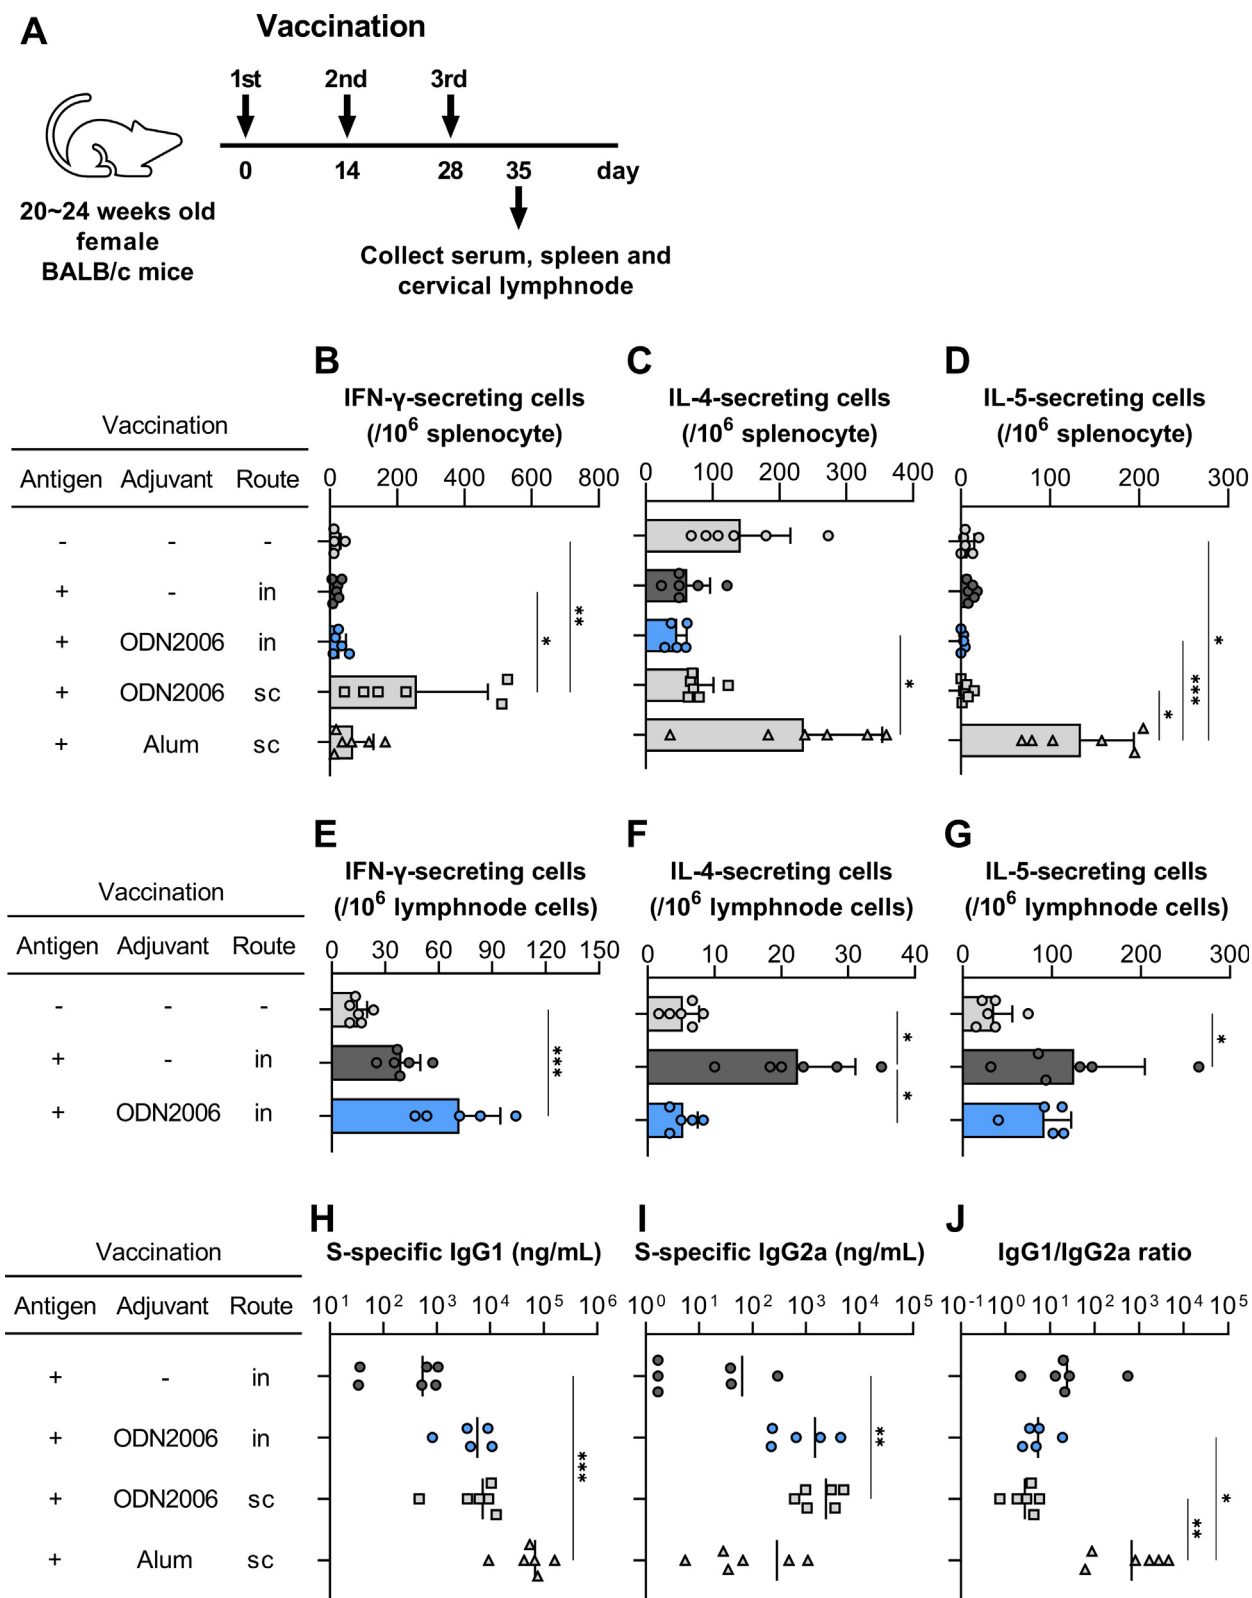 A
Vaccination
1st 2nd 3rd
0 14 28 35 day
20~24 weeks old
female
BALB/c mice
Collect serum, spleen and
cervical lymphnode
B C D
IFN-γ-secreting cells IL-4-secreting cells IL-5-secreting cells
(/10⁶ splenocyte) (/10⁶ splenocyte) (/10⁶ splenocyte)
Vaccination
Antigen Adjuvant Route
0 200 400 600 800 0 100 200 300 400 0 100 200 300
- - -
+ - in
+ ODN2006 in
+ ODN2006 sc
+ Alum sc
* ** * * *** *
E F G
IFN-γ-secreting cells IL-4-secreting cells IL-5-secreting cells
(/10⁶ lymphnode cells) (/10⁶ lymphnode cells) (/10⁶ lymphnode cells)
Vaccination
Antigen Adjuvant Route
0 30 60 90 120 150 0 10 20 30 40 0 100 200 300
- - -
+ - in
+ ODN2006 in
*** * * *
H I J
Vaccination S-specific IgG1 (ng/mL) S-specific IgG2a (ng/mL) IgG1/IgG2a ratio
Antigen Adjuvant Route
10¹ 10² 10³ 10⁴ 10⁵ 10⁶ 10⁰ 10¹ 10² 10³ 10⁴ 10⁵ 10⁻¹ 10⁰ 10¹ 10² 10³ 10⁴ 10⁵
+ - in
+ ODN2006 in
+ ODN2006 sc
+ Alum sc
*** ** ** *